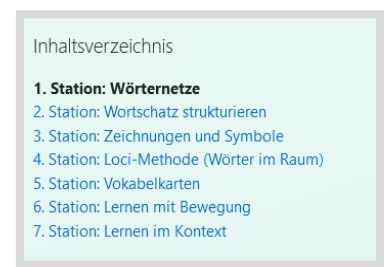 Inhaltsverzeichnis
1. Station: Wörternetze
2. Station: Wortschatz strukturieren
3. Station: Zeichnungen und Symbole
4. Station: Loci-Methode (Wörter im Raum)
5. Station: Vokabelkarten
6. Station: Lernen mit Bewegung
7. Station: Lernen im Kontext